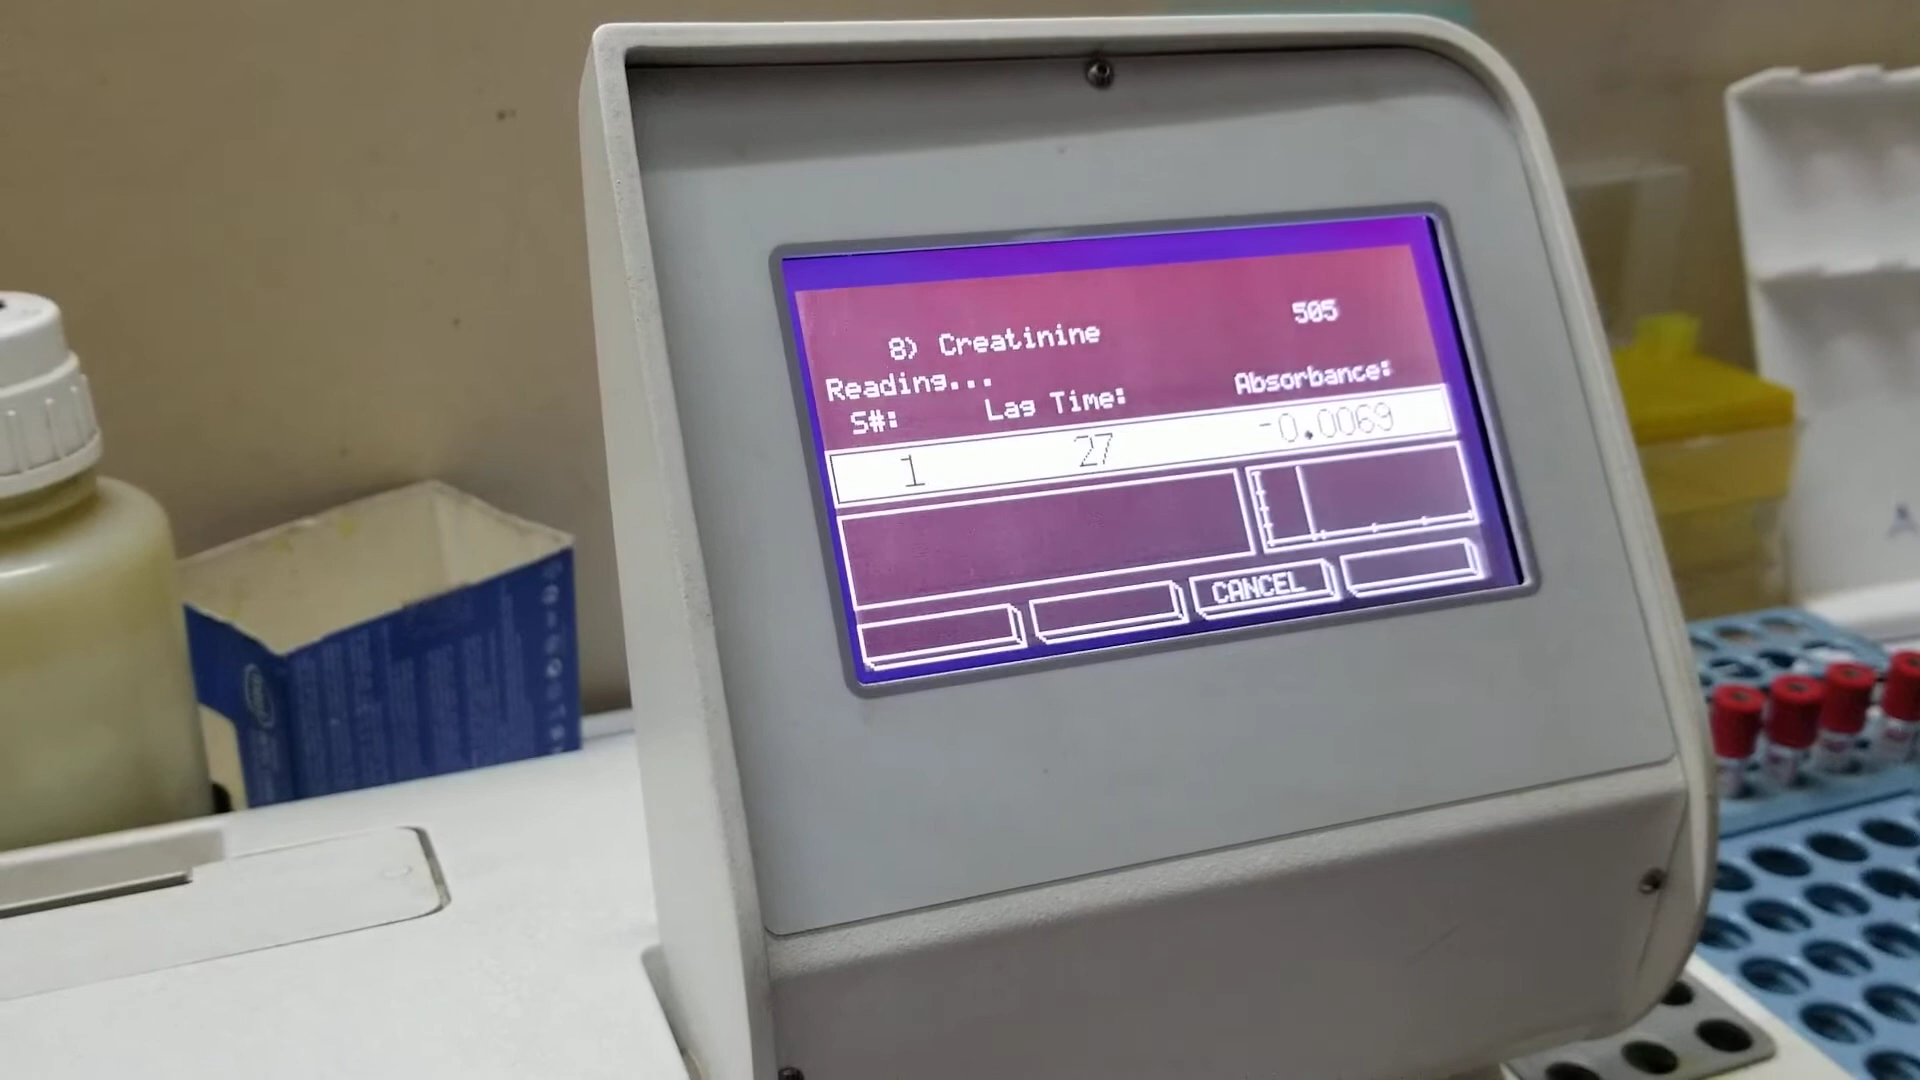 505
8) Creatinine
Reading...
S#: Lag Time: Absorbance:
1 27 -0.0069
CANCEL